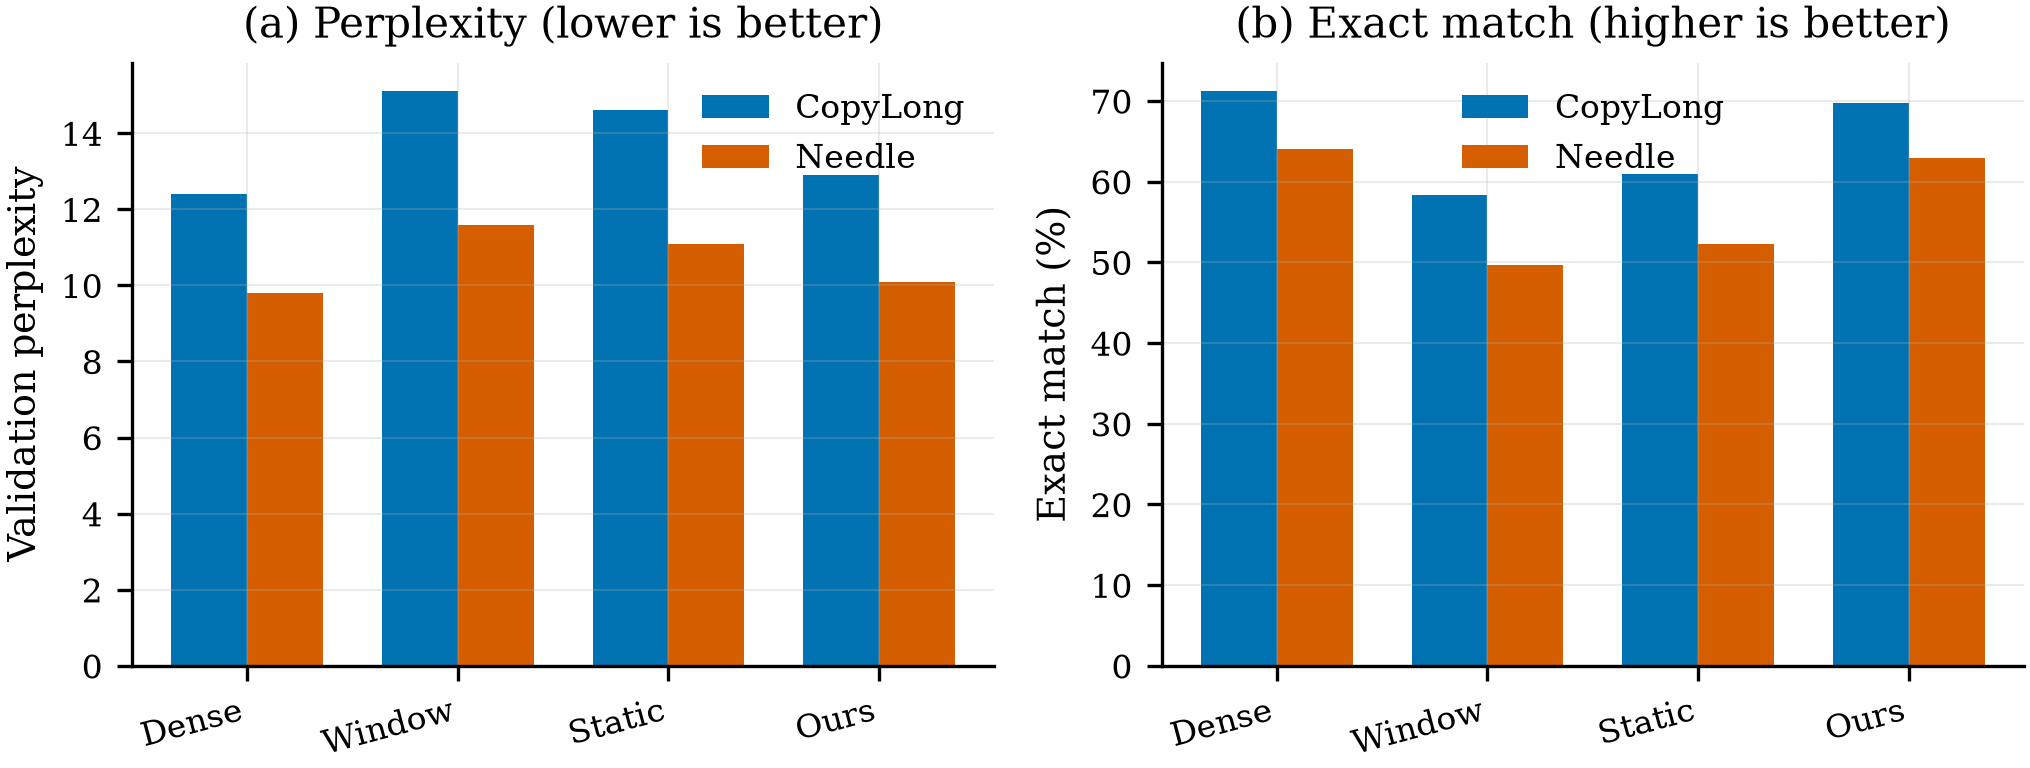 (a) Perplexity (lower is better)
Validation perplexity
14
12
10
8
6
4
2
0
CopyLong
Needle
Dense
Window
Static
Ours
(b) Exact match (higher is better)
Exact match (%)
70
60
50
40
30
20
10
0
CopyLong
Needle
Dense
Window
Static
Ours